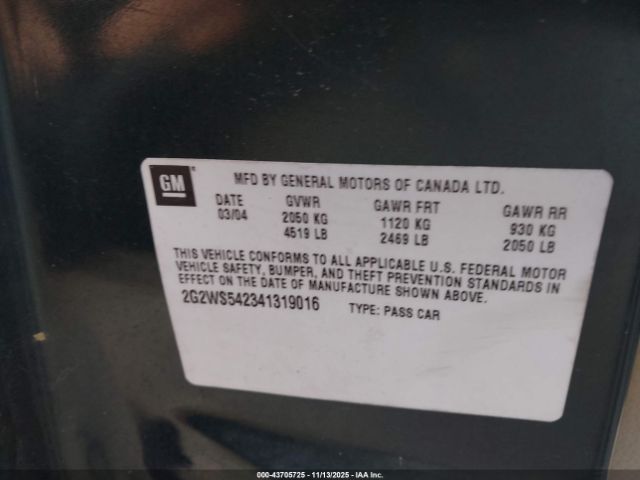 GM
MFD BY GENERAL MOTORS OF CANADA LTD.
DATE GVWR GAWR FRT GAWR RR
03/04 2050 KG 1120 KG 930 KG
4519 LB 2469 LB 2050 LB
THIS VEHICLE CONFORMS TO ALL APPLICABLE U.S. FEDERAL MOTOR
VEHICLE SAFETY, BUMPER, AND THEFT PREVENTION STANDARDS IN
EFFECT ON THE DATE OF MANUFACTURE SHOWN ABOVE.
2G2WS542341319016 TYPE: PASS CAR
000-43705725 - 11/13/2025 - IAA Inc.